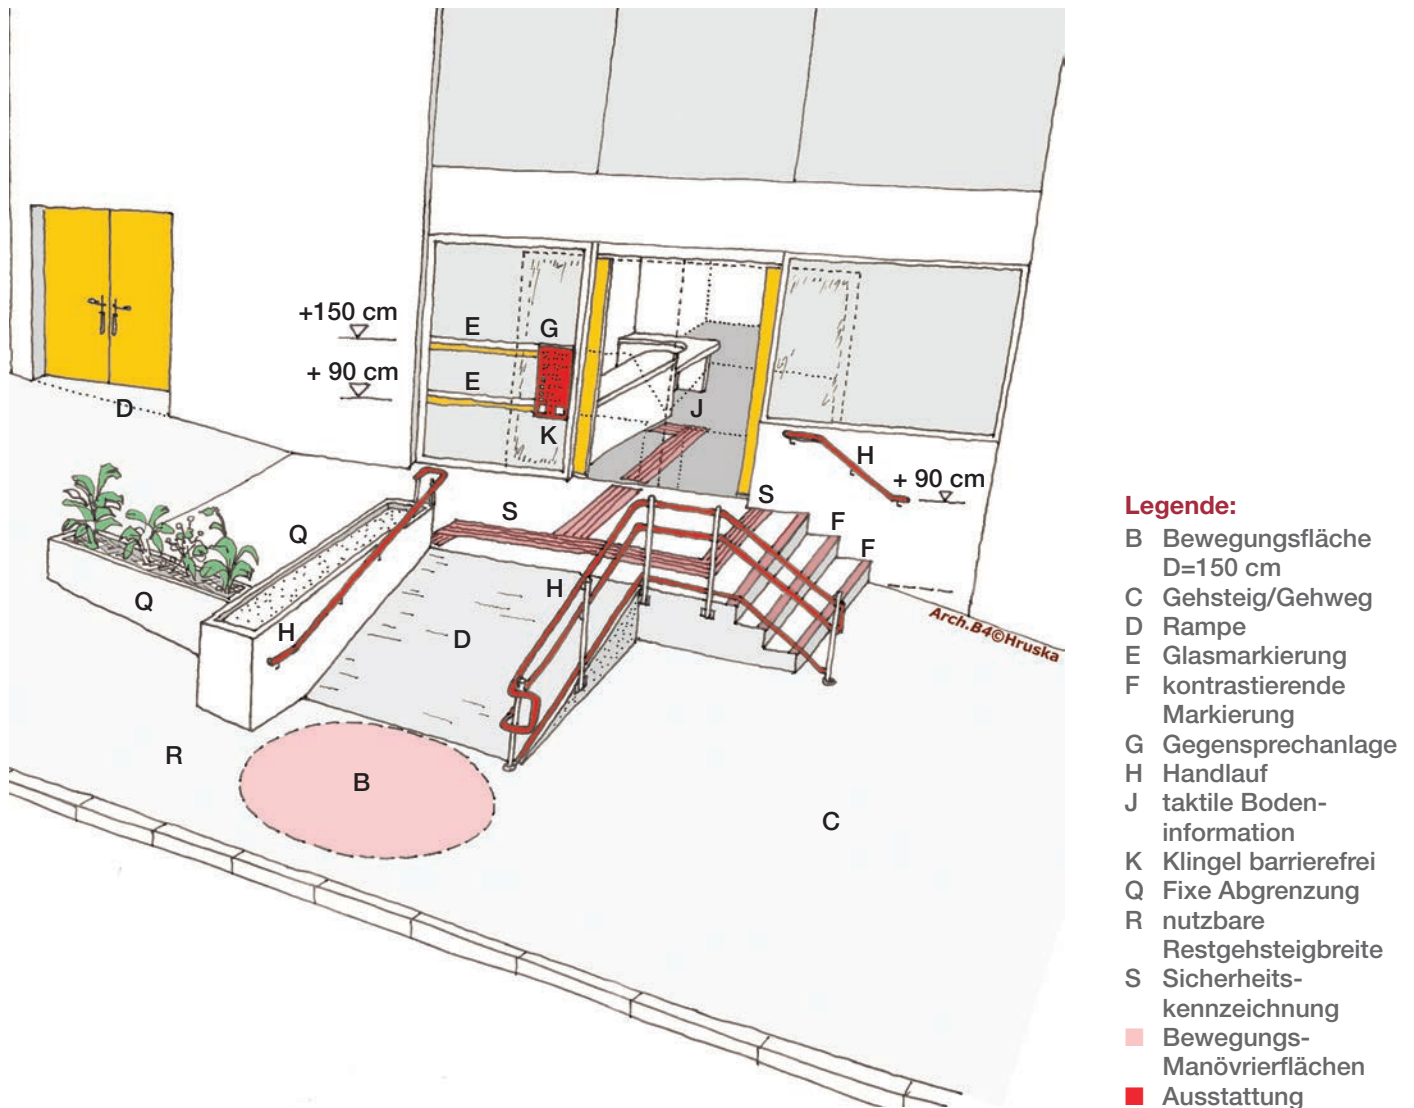 +150 cm
E
G
+ 90 cm
E
K
D
J
H
+ 90 cm
S
S
F
F
Q
Q
H
H
D
Arch.B4©Hruska
R
B
C
Legende:
B Bewegungsfläche
D=150 cm
C Gehsteig/Gehweg
D Rampe
E Glasmarkierung
F kontrastierende
Markierung
G Gegensprechanlage
H Handlauf
J taktile Boden-
information
K Klingel barrierefrei
Q Fixe Abgrenzung
R nutzbare
Restgehsteigbreite
S Sicherheits-
kennzeichnung
Bewegungs-
Manövrierflächen
Ausstattung